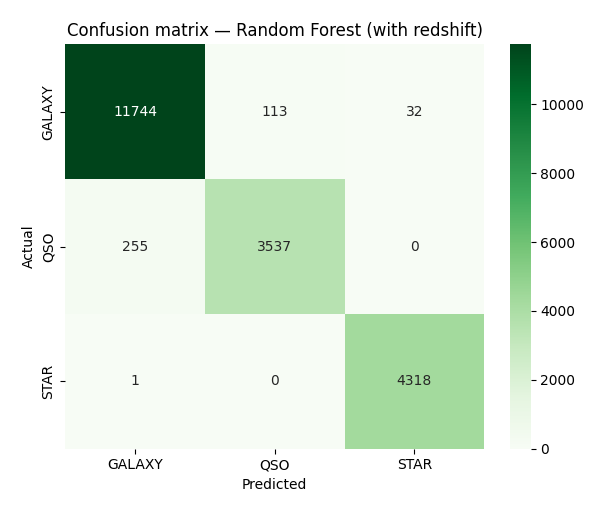 Confusion matrix — Random Forest (with redshift)
GALAXY
11744
113
32
10000
8000
Actual
QSO
255
3537
0
6000
4000
STAR
1
0
4318
2000
0
GALAXY
QSO
STAR
Predicted